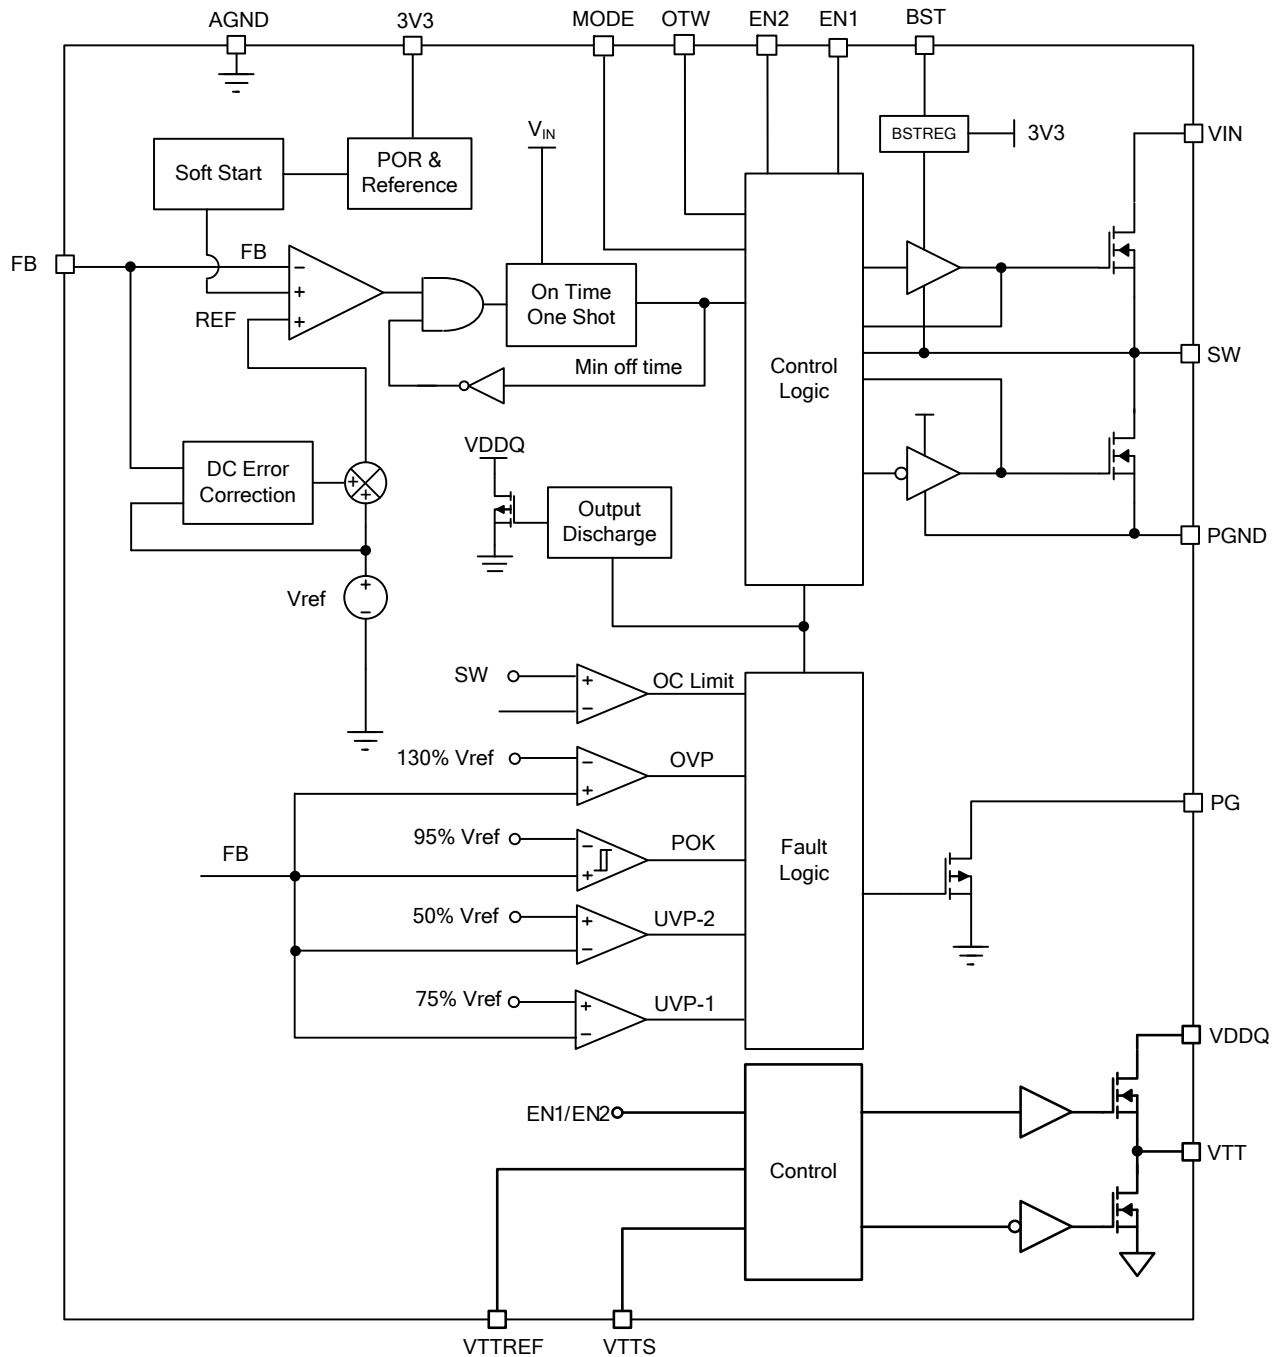 AGND
3V3
MODE
OTW
EN2
EN1
BST
VIN
BSTREG
3V3
VIN
Soft Start
POR &
Reference
FB
FB
−
+
+
REF
On Time
One Shot
Min off time
Control
Logic
SW
VDDQ
DC Error
Correction
+
+
Output
Discharge
PGND
Vref
+
−
SW
+
−
OC Limit
130% Vref
−
+
OVP
PG
95% Vref
−
+
POK
FB
Fault
Logic
50% Vref
+
−
UVP-2
75% Vref
+
−
UVP-1
VDDQ
EN1/EN2
Control
VTT
VTTREF
VTTS